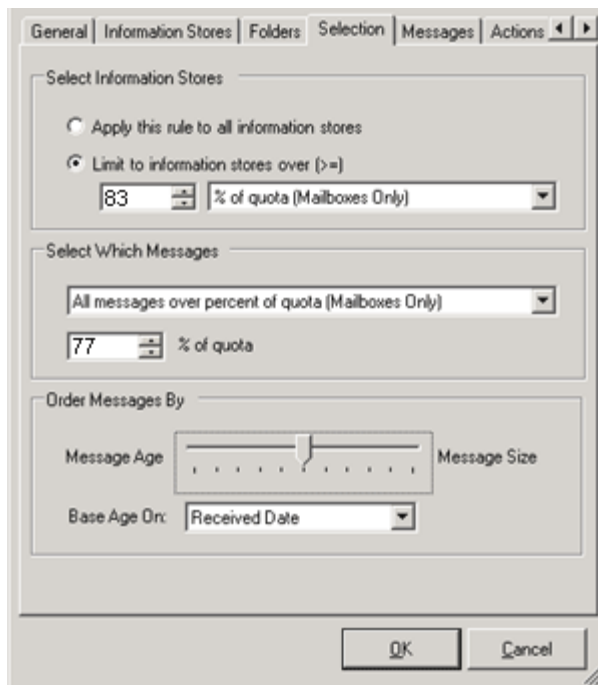 General Information Stores Folders Selection Messages Actions
Select Information Stores
Apply this rule to all information stores
Limit to information stores over (>=)
83 % of quota (Mailboxes Only)
Select Which Messages
All messages over percent of quota (Mailboxes Only)
77 % of quota
Order Messages By
Message Age Message Size
Base Age On: Received Date
OK Cancel